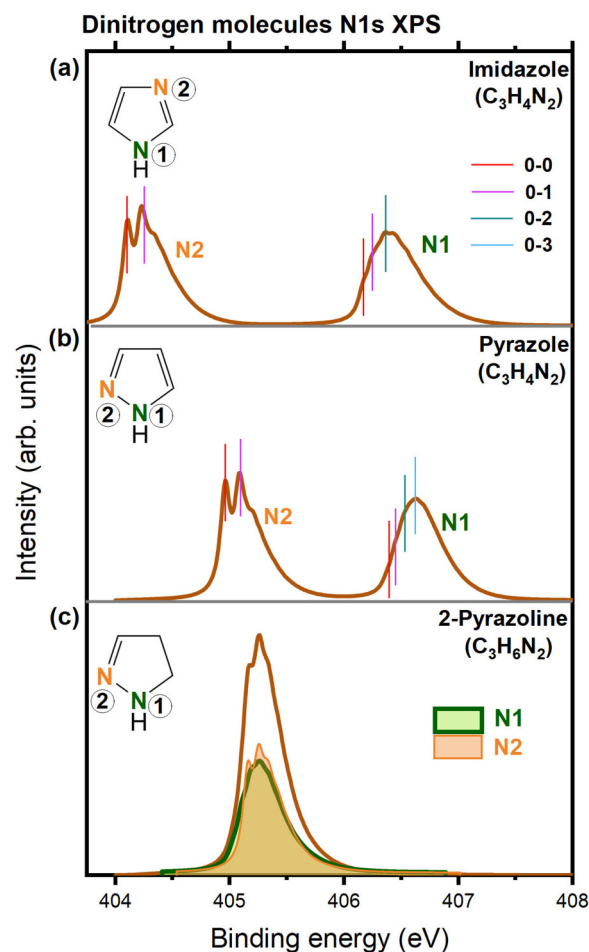 Dinitrogen molecules N1s XPS
(a)
N 2
N 1
H
Imidazole
(C₃H₄N₂)
0-0
0-1
0-2
0-3
N2
N1
(b)
N
2 N 1
H
Pyrazole
(C₃H₄N₂)
N2
N1
(c)
N
2 N 1
H
2-Pyrazoline
(C₃H₆N₂)
N1
N2
Intensity (arb. units)
404 405 406 407 408
Binding energy (eV)